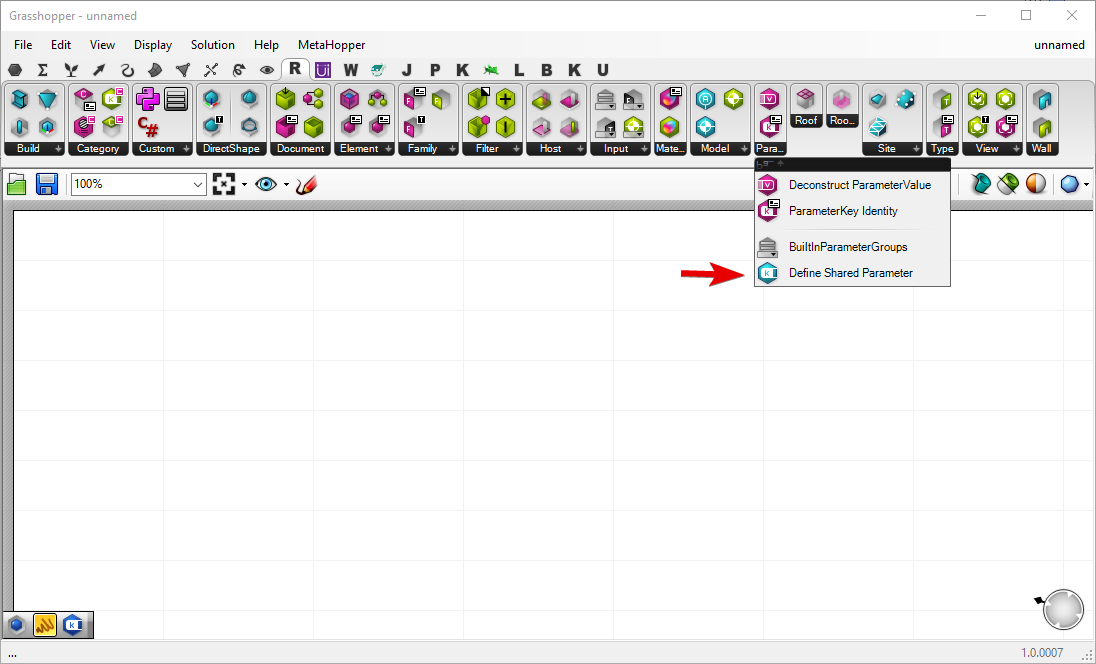 Grasshopper - unnamed
File Edit View Display Solution Help MetaHopper unnamed
R W J P K L B K U
Build Category Custom DirectShape Document Element Family Filter Host Input Mate... Model Para... Roof Roo... Site Type View Wall
100%
Deconstruct ParameterValue
ParameterKey Identity
BuiltInParameterGroups
Define Shared Parameter
...
1.0.0007